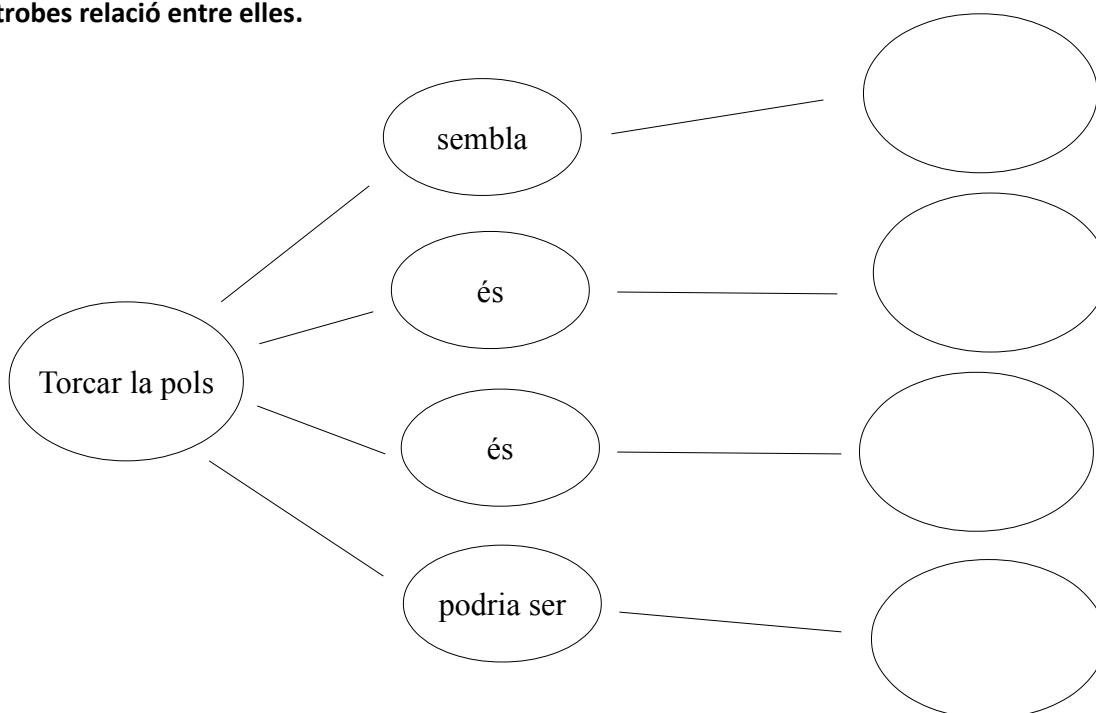 trobes relació entre elles.
sembla
és
Torcar la pols
és
podria ser